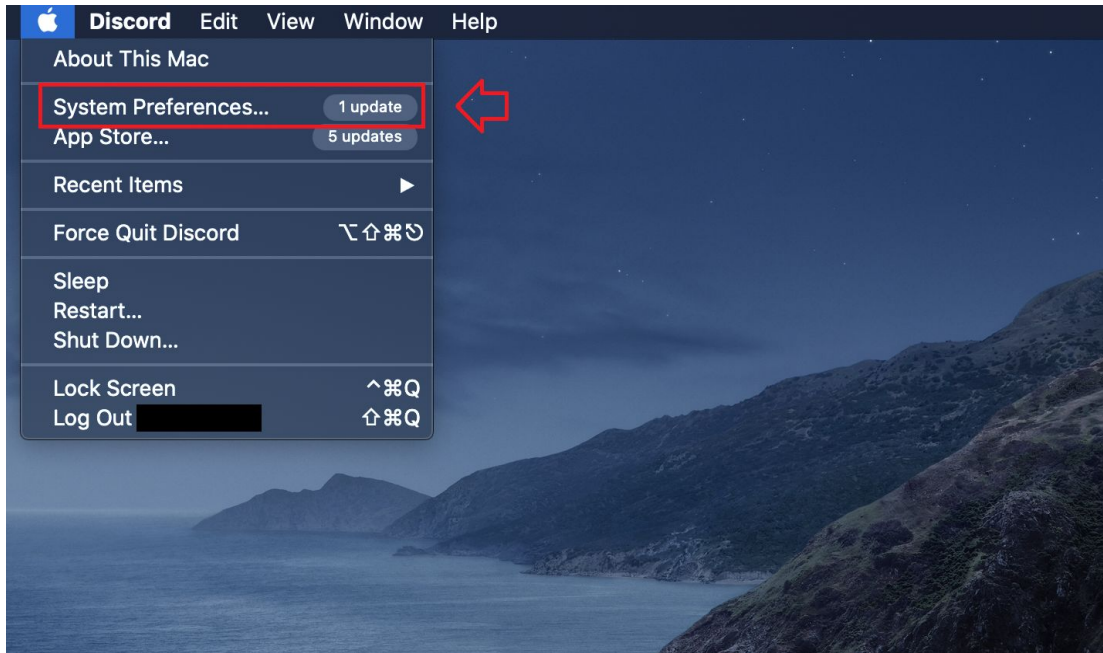 Discord Edit View Window Help
About This Mac
System Preferences... 1 update
App Store... 5 updates
Recent Items ▶
Force Quit Discord ⌥⇧⌘⎋
Sleep
Restart...
Shut Down...
Lock Screen ^⌘Q
Log Out ⇧⌘Q